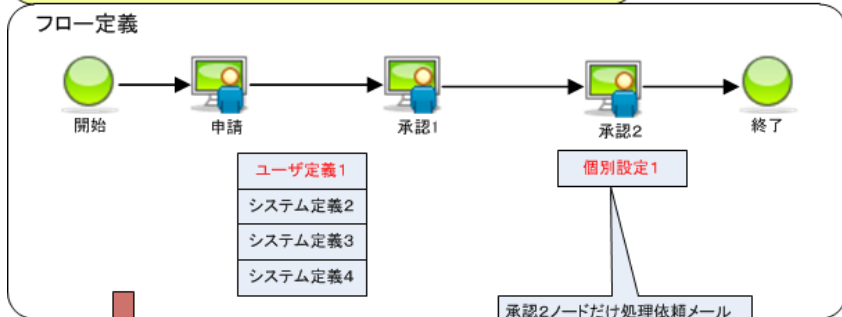 フロー定義
開始
申請
承認1
承認2
終了
ユーザ定義1
個別設定1
システム定義2
システム定義3
システム定義4
承認2ノードだけ処理依頼メール